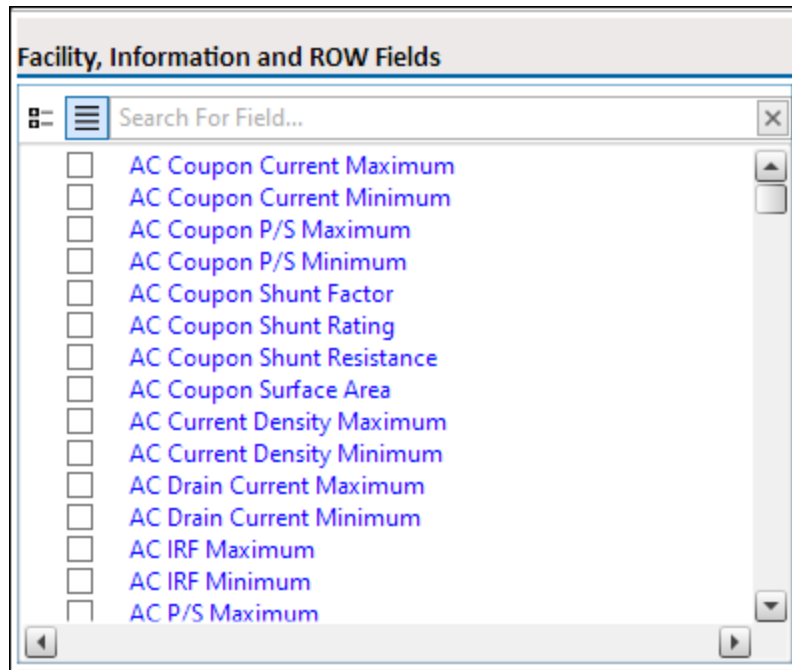 Facility, Information and ROW Fields
Search For Field...
AC Coupon Current Maximum
AC Coupon Current Minimum
AC Coupon P/S Maximum
AC Coupon P/S Minimum
AC Coupon Shunt Factor
AC Coupon Shunt Rating
AC Coupon Shunt Resistance
AC Coupon Surface Area
AC Current Density Maximum
AC Current Density Minimum
AC Drain Current Maximum
AC Drain Current Minimum
AC IRF Maximum
AC IRF Minimum
AC P/S Maximum